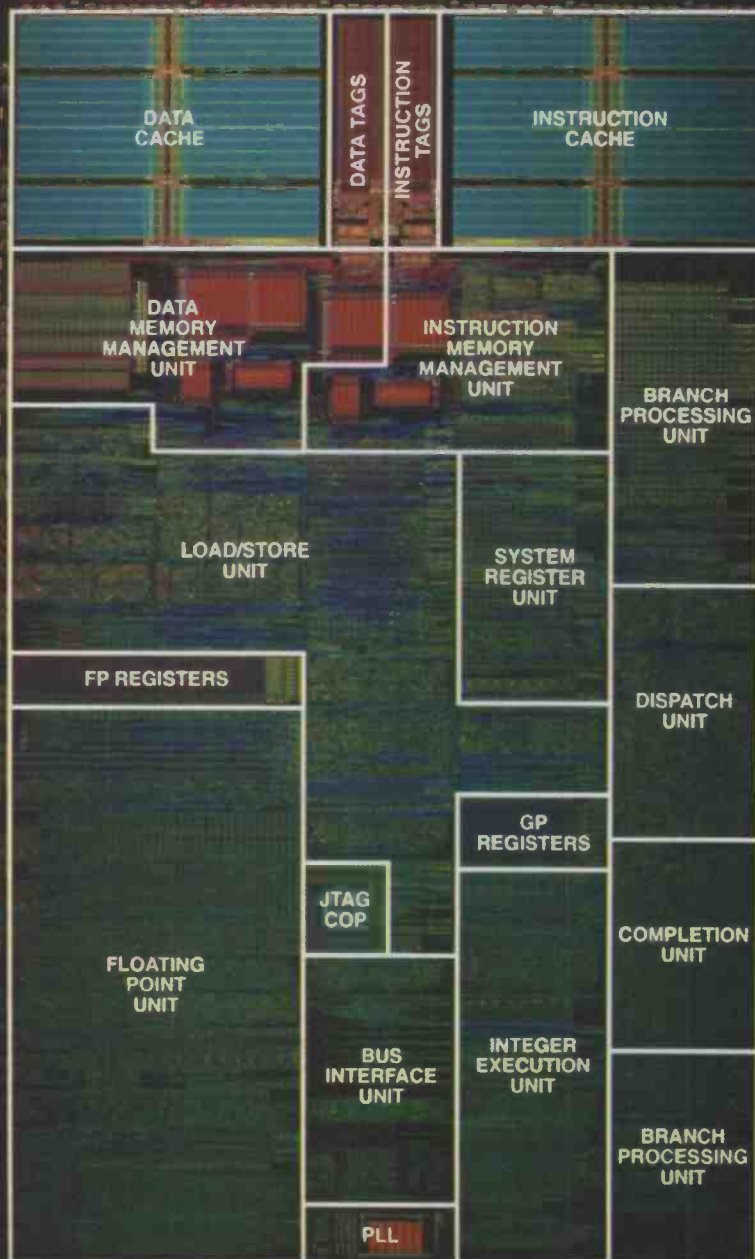 DATA
CACHE
DATA TAGS
INSTRUCTION
TAGS
INSTRUCTION
CACHE
DATA
MEMORY
MANAGEMENT
UNIT
INSTRUCTION
MEMORY
MANAGEMENT
UNIT
BRANCH
PROCESSING
UNIT
LOAD/STORE
UNIT
SYSTEM
REGISTER
UNIT
FP REGISTERS
DISPATCH
UNIT
GP
REGISTERS
JTAG
COP
COMPLETION
UNIT
FLOATING
POINT
UNIT
BUS
INTERFACE
UNIT
INTEGER
EXECUTION
UNIT
BRANCH
PROCESSING
UNIT
PLL